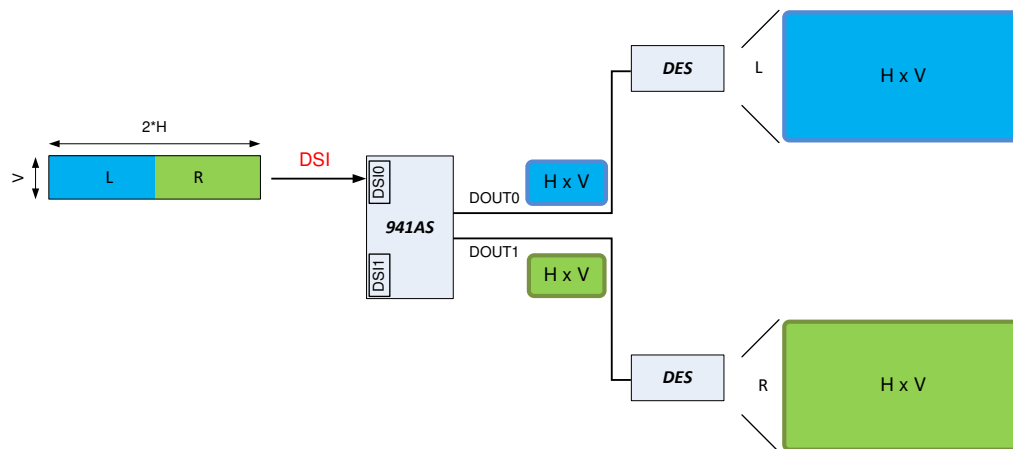 DES
L
H x V
2*H
V
L
R
DSI
DSI0
941AS
DSI1
DOUT0
H x V
DOUT1
H x V
DES
R
H x V